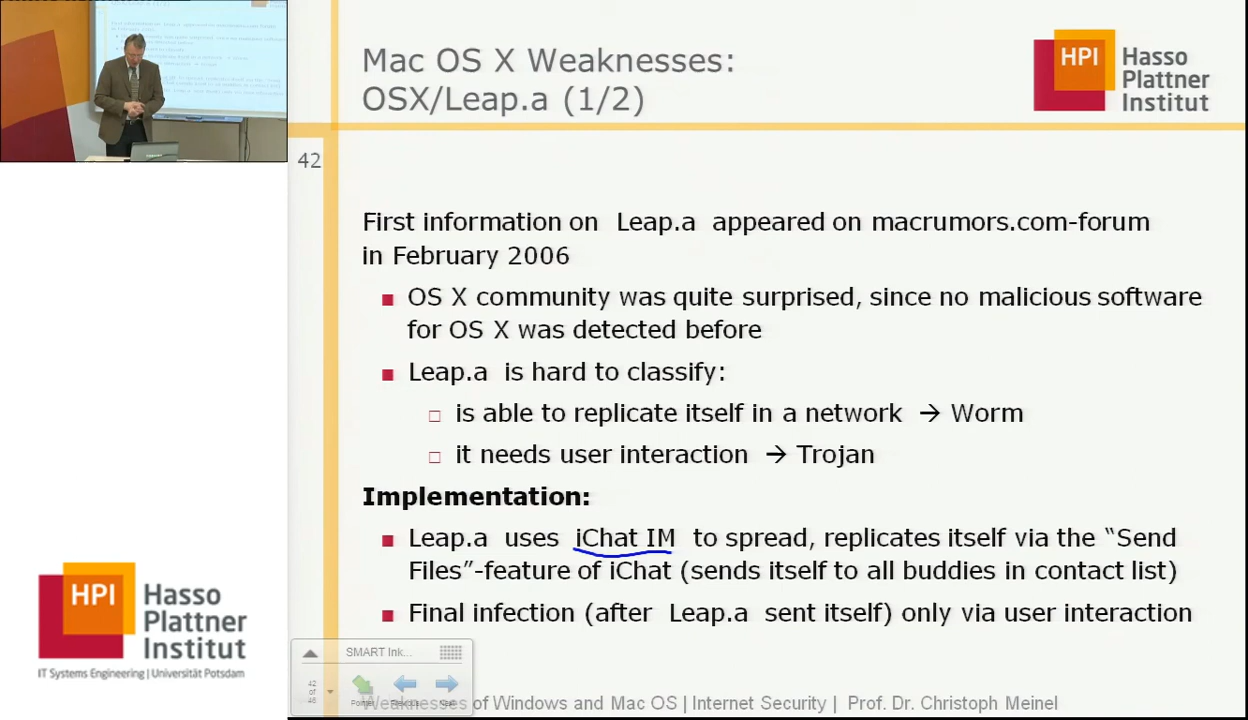 Mac OS X Weaknesses:
OSX/Leap.a (1/2)
HPI
Hasso
Plattner
Institut
42
First information on Leap.a appeared on macrumors.com-forum
in February 2006
OS X community was quite surprised, since no malicious software
for OS X was detected before
Leap.a is hard to classify:
is able to replicate itself in a network → Worm
it needs user interaction → Trojan
Implementation:
Leap.a uses iChat IM to spread, replicates itself via the “Send
Files”-feature of iChat (sends itself to all buddies in contact list)
Final infection (after Leap.a sent itself) only via user interaction
HPI
Hasso
Plattner
Institut
IT Systems Engineering | Universität Potsdam
SMART Ink...
42
of
Weaknesses of Windows and Mac OS | Internet Security | Prof. Dr. Christoph Meinel